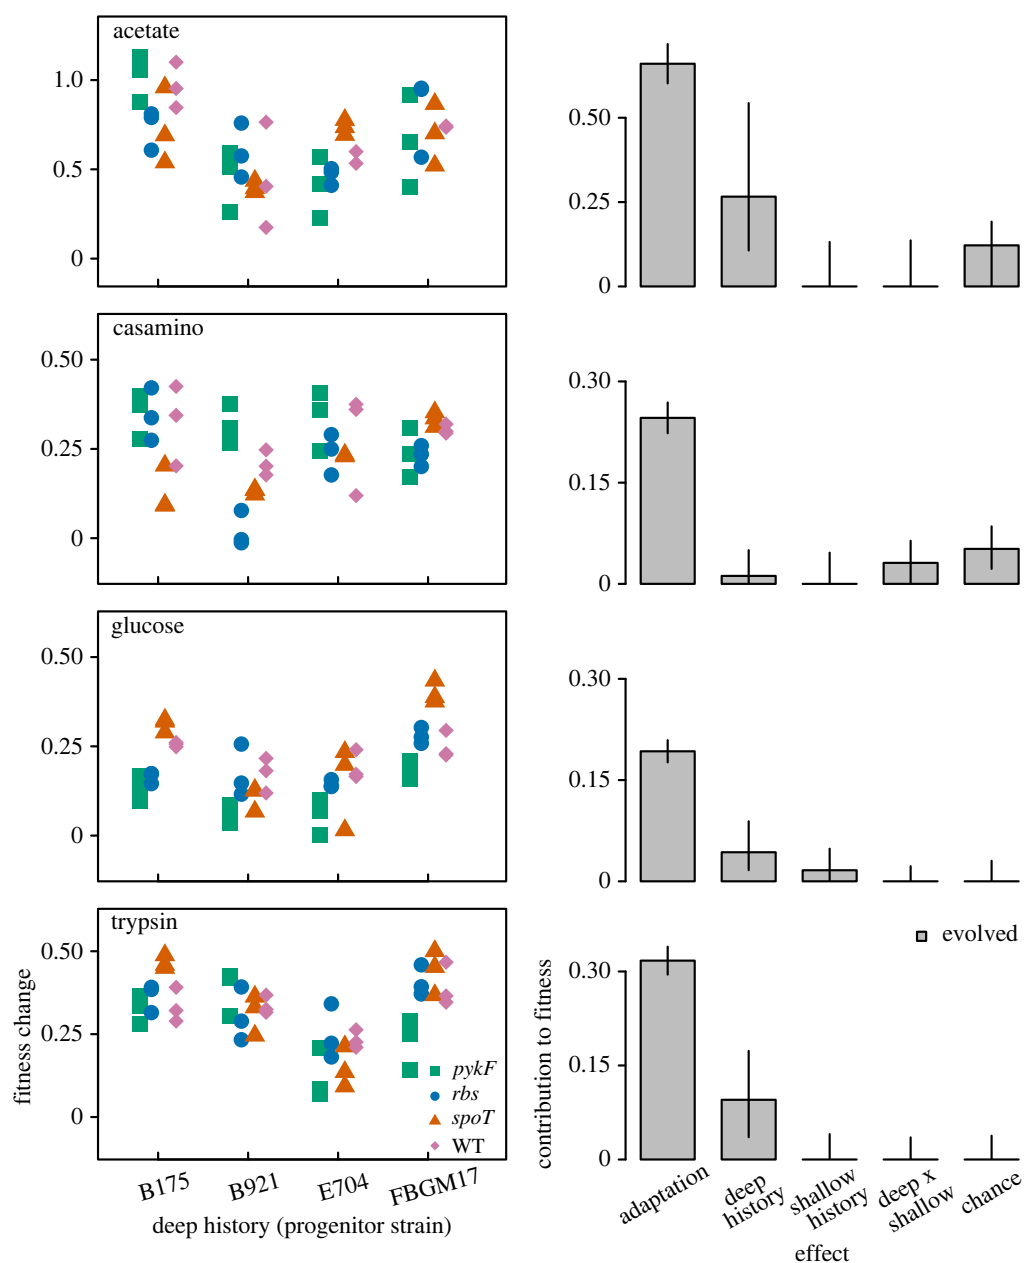 acetate
1.0
0.5
0
0.50
0.25
0
casamino
0.50
0.25
0
0.30
0.15
0
glucose
0.50
0.25
0
0.30
0.15
0
trypsin
0.50
0.25
0
fitness change
pykF
rbs
spoT
WT
B175
B921
E704
FBGM17
deep history (progenitor strain)
evolved
0.30
0.15
0
contribution to fitness
adaptation
deep
history
shallow
history
deep x
shallow
chance
effect